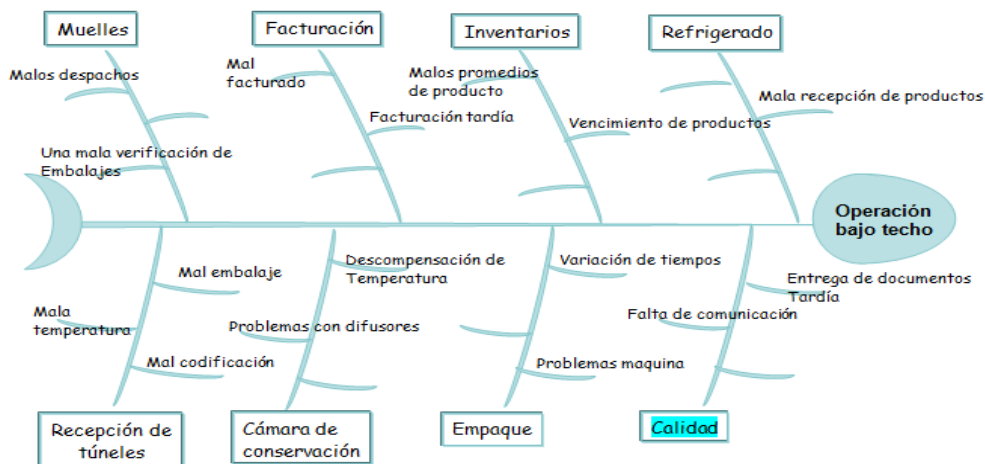 Muelles
Facturación
Inventarios
Refrigerado
Malos despachos
Una mala verificación de
Embalajes
Mal
facturado
Facturación tardía
Malos promedios
de producto
Vencimiento de productos
Mala recepción de productos
Operación
bajo techo
Mal embalaje
Mala
temperatura
Mal codificación
Descompensación de
Temperatura
Problemas con difusores
Variación de tiempos
Problemas maquina
Entrega de documentos
Tardía
Falta de comunicación
Recepción de
túneles
Cámara de
conservación
Empaque
Calidad